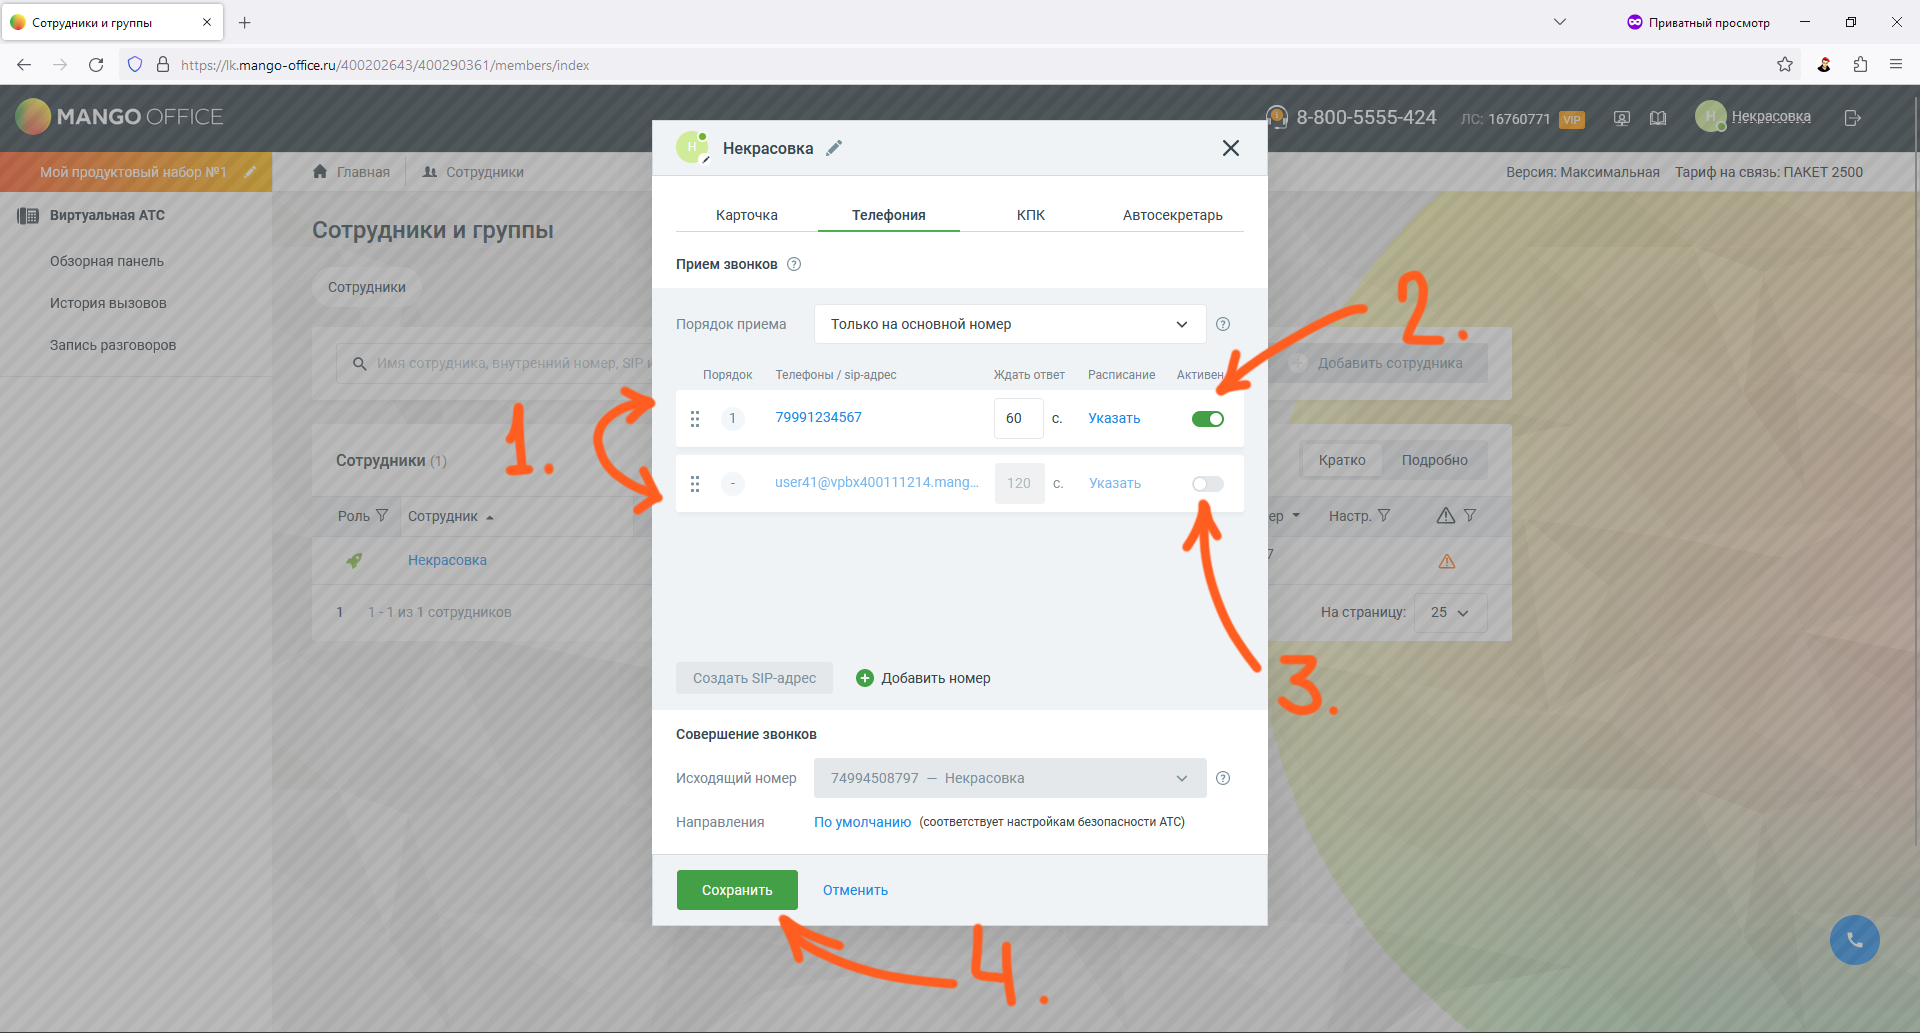 Сотрудники и группы
Приватный просмотр
https://lk.mango-office.ru/400202643/400290361/members/index
MANGO OFFICE
8-800-5555-424
ЛС: 16760771 VIP
Н
Некрасовка
Мой продуктовый набор №1
Главная
Сотрудники
Версия: Максимальная
Тариф на связь: ПАКЕТ 2500
Виртуальная АТС
Обзорная панель
История вызовов
Запись разговоров
Сотрудники и группы
Сотрудники
Имя сотрудника, внутренний номер, SIP
Добавить сотрудника
Сотрудники (1)
Кратко
Подробно
Роль
Сотрудник
ер
Настр.
Некрасовка
7
1
1 - 1 из 1 сотрудников
На страницу:
25
Н
Некрасовка
Карточка
Телефония
КПК
Автосекретарь
Прием звонков
Порядок приема
Только на основной номер
Порядок
Телефоны / sip-адрес
Ждать ответ
Расписание
Активен
1
79991234567
60
с.
Указать
-
user41@vpbx400111214.mang...
120
с.
Указать
Создать SIP-адрес
Добавить номер
Совершение звонков
Исходящий номер
74994508797 — Некрасовка
Направления
По умолчанию (соответствует настройкам безопасности АТС)
Сохранить
Отменить
1.
2.
3.
4.